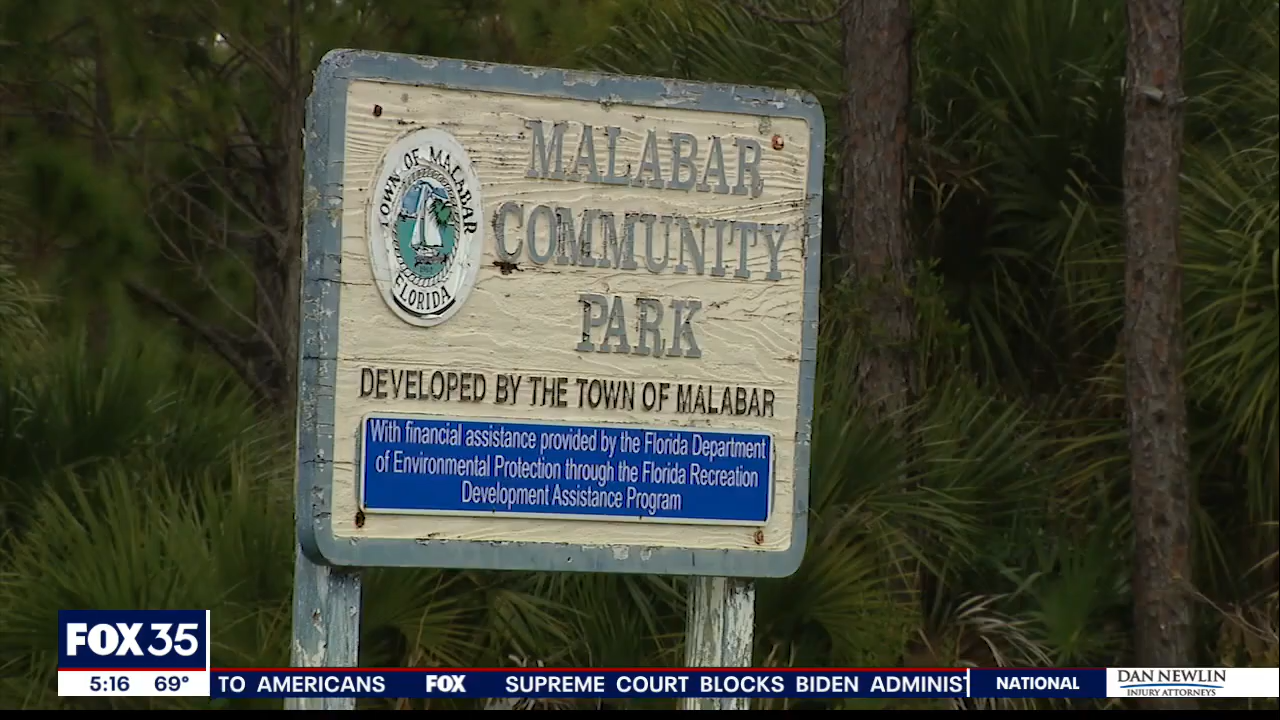 MALABAR
COMMUNITY
PARK
TOWN OF MALABAR
FLORIDA
DEVELOPED BY THE TOWN OF MALABAR
With financial assistance provided by the Florida Department
of Environmental Protection through the Florida Recreation
Development Assistance Program
FOX 35
5:16 69°
TO AMERICANS FOX SUPREME COURT BLOCKS BIDEN ADMINIST
NATIONAL
DAN NEWLIN
INJURY ATTORNEYS